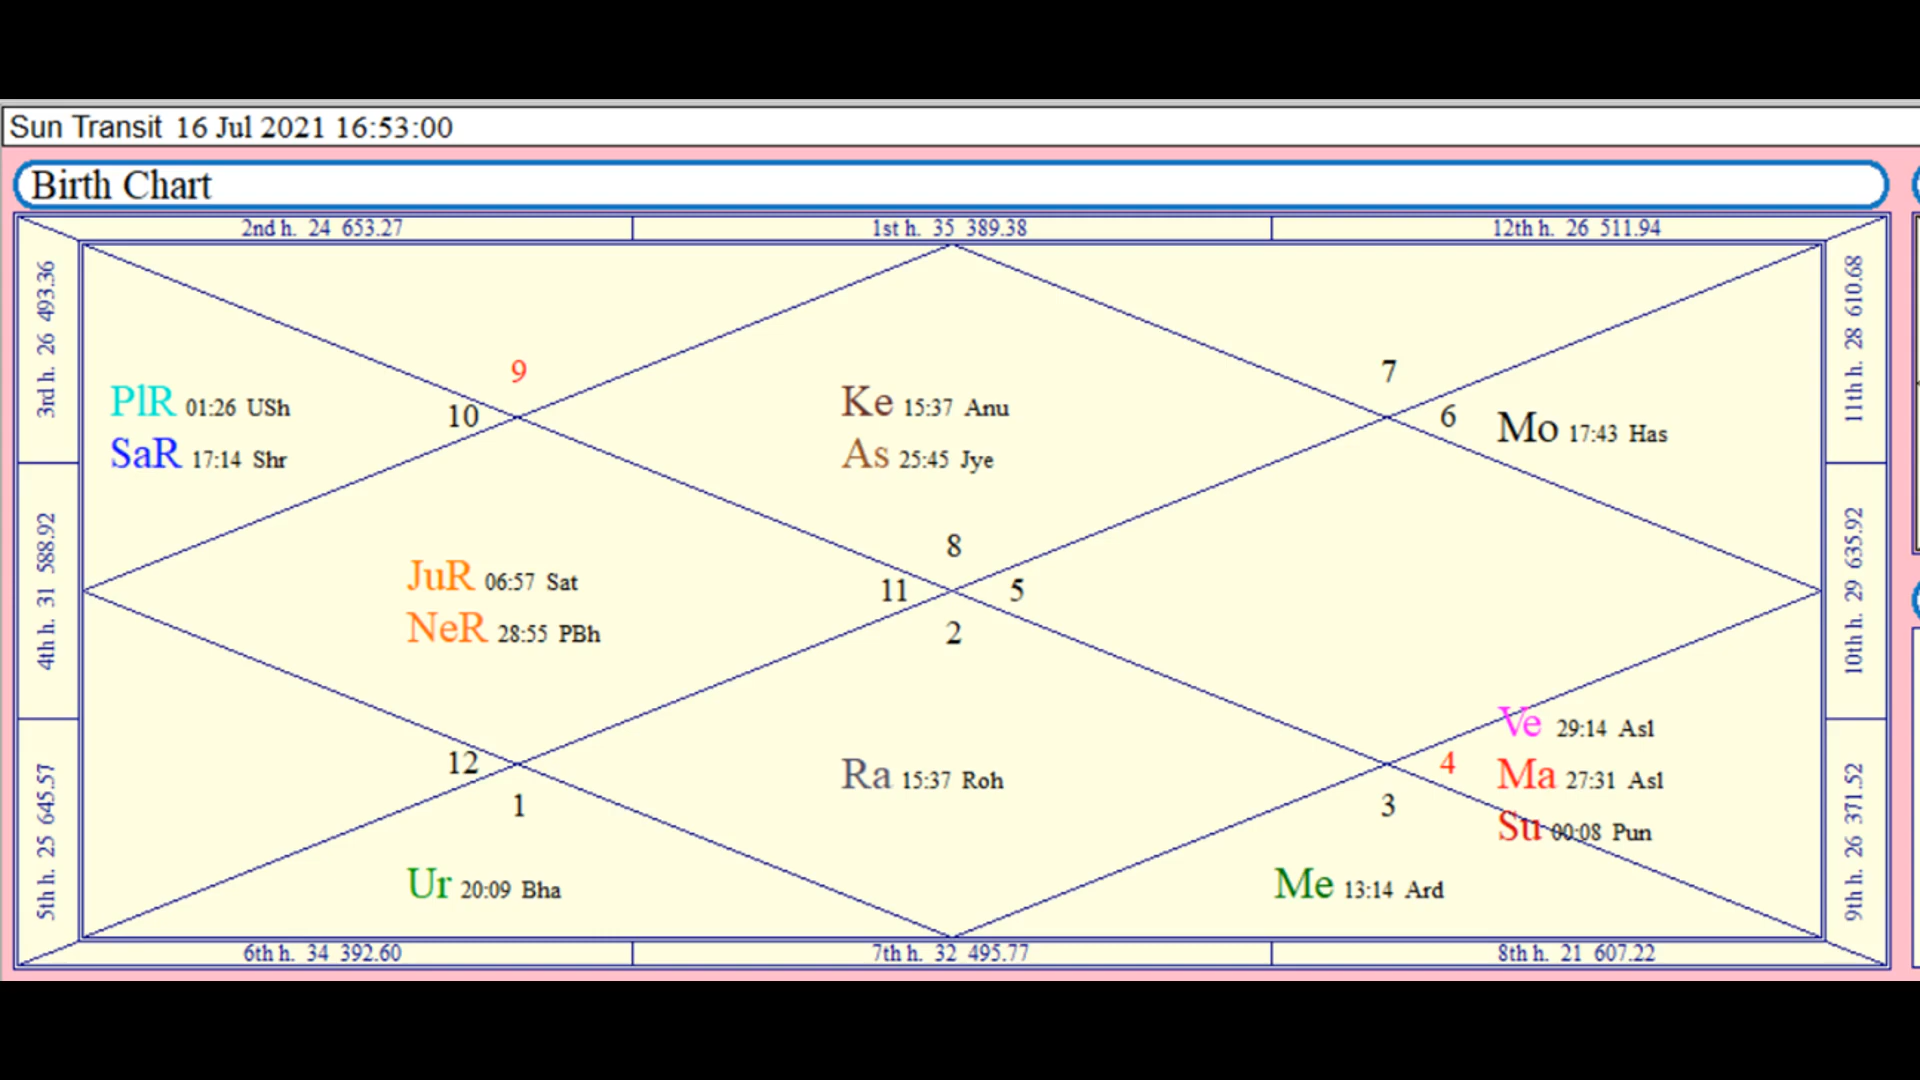 Sun Transit 16 Jul 2021 16:53:00
Birth Chart
2nd h. 24 653.27
1st h. 35 389.38
12th h. 26 511.94
3rd h. 26 493.36
11th h. 28 610.68
9
7
PlR 01:26 USh
10
Ke 15:37 Anu
6
Mo 17:43 Has
SaR 17:14 Shr
As 25:45 Jye
4th h. 31 588.92
10th h. 29 635.92
8
JuR 06:57 Sat
11
5
NeR 28:55 PBh
2
Ve 29:14 Asl
12
4
Ra 15:37 Roh
Ma 27:31 Asl
1
3
Su 00:08 Pun
5th h. 25 645.57
9th h. 26 371.52
Ur 20:09 Bha
Me 13:14 Ard
6th h. 34 392.60
7th h. 32 495.77
8th h. 21 607.22